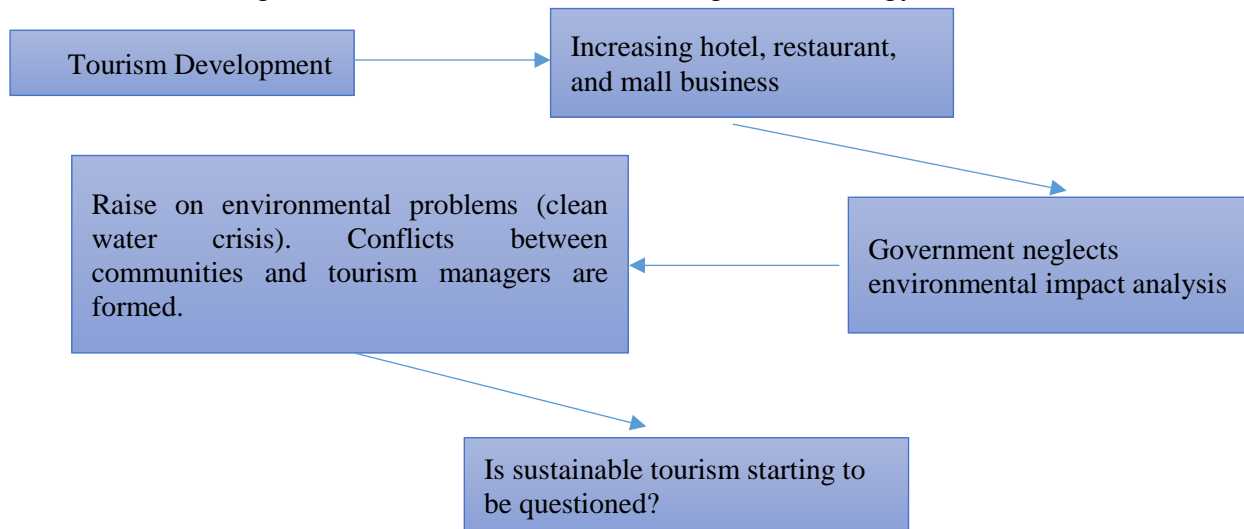 Tourism Development
Increasing hotel, restaurant,
and mall business
Government neglects
environmental impact analysis
Raise on environmental problems (clean
water crisis). Conflicts between
communities and tourism managers are
formed.
Is sustainable tourism starting to
be questioned?